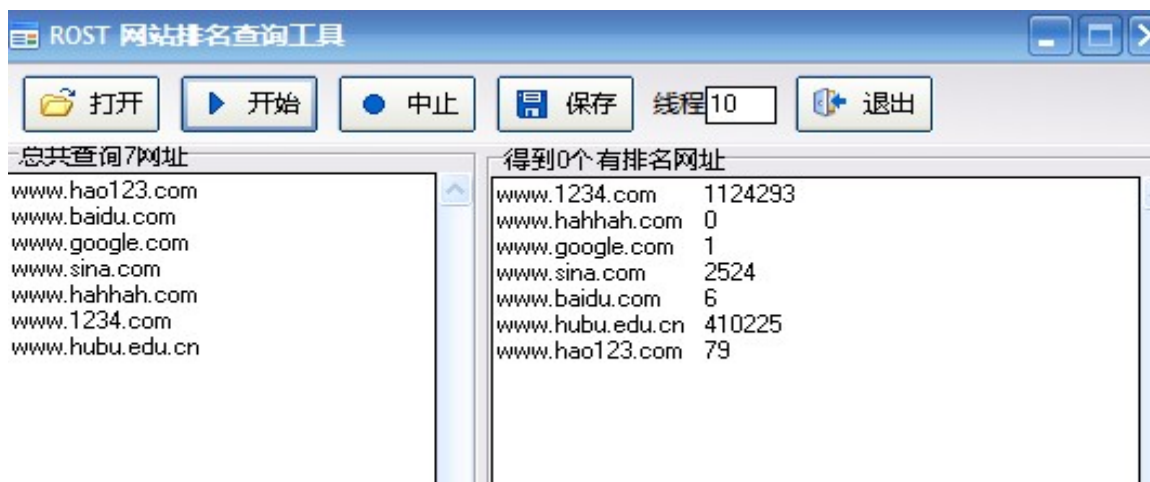 ROST 网站排名查询工具
打开 开始 中止 保存 线程 10 退出
总共查询7网址
www.hao123.com
www.baidu.com
www.google.com
www.sina.com
www.hahhah.com
www.1234.com
www.hubu.edu.cn
得到0个有排名网址
www.1234.com 1124293
www.hahhah.com 0
www.google.com 1
www.sina.com 2524
www.baidu.com 6
www.hubu.edu.cn 410225
www.hao123.com 79